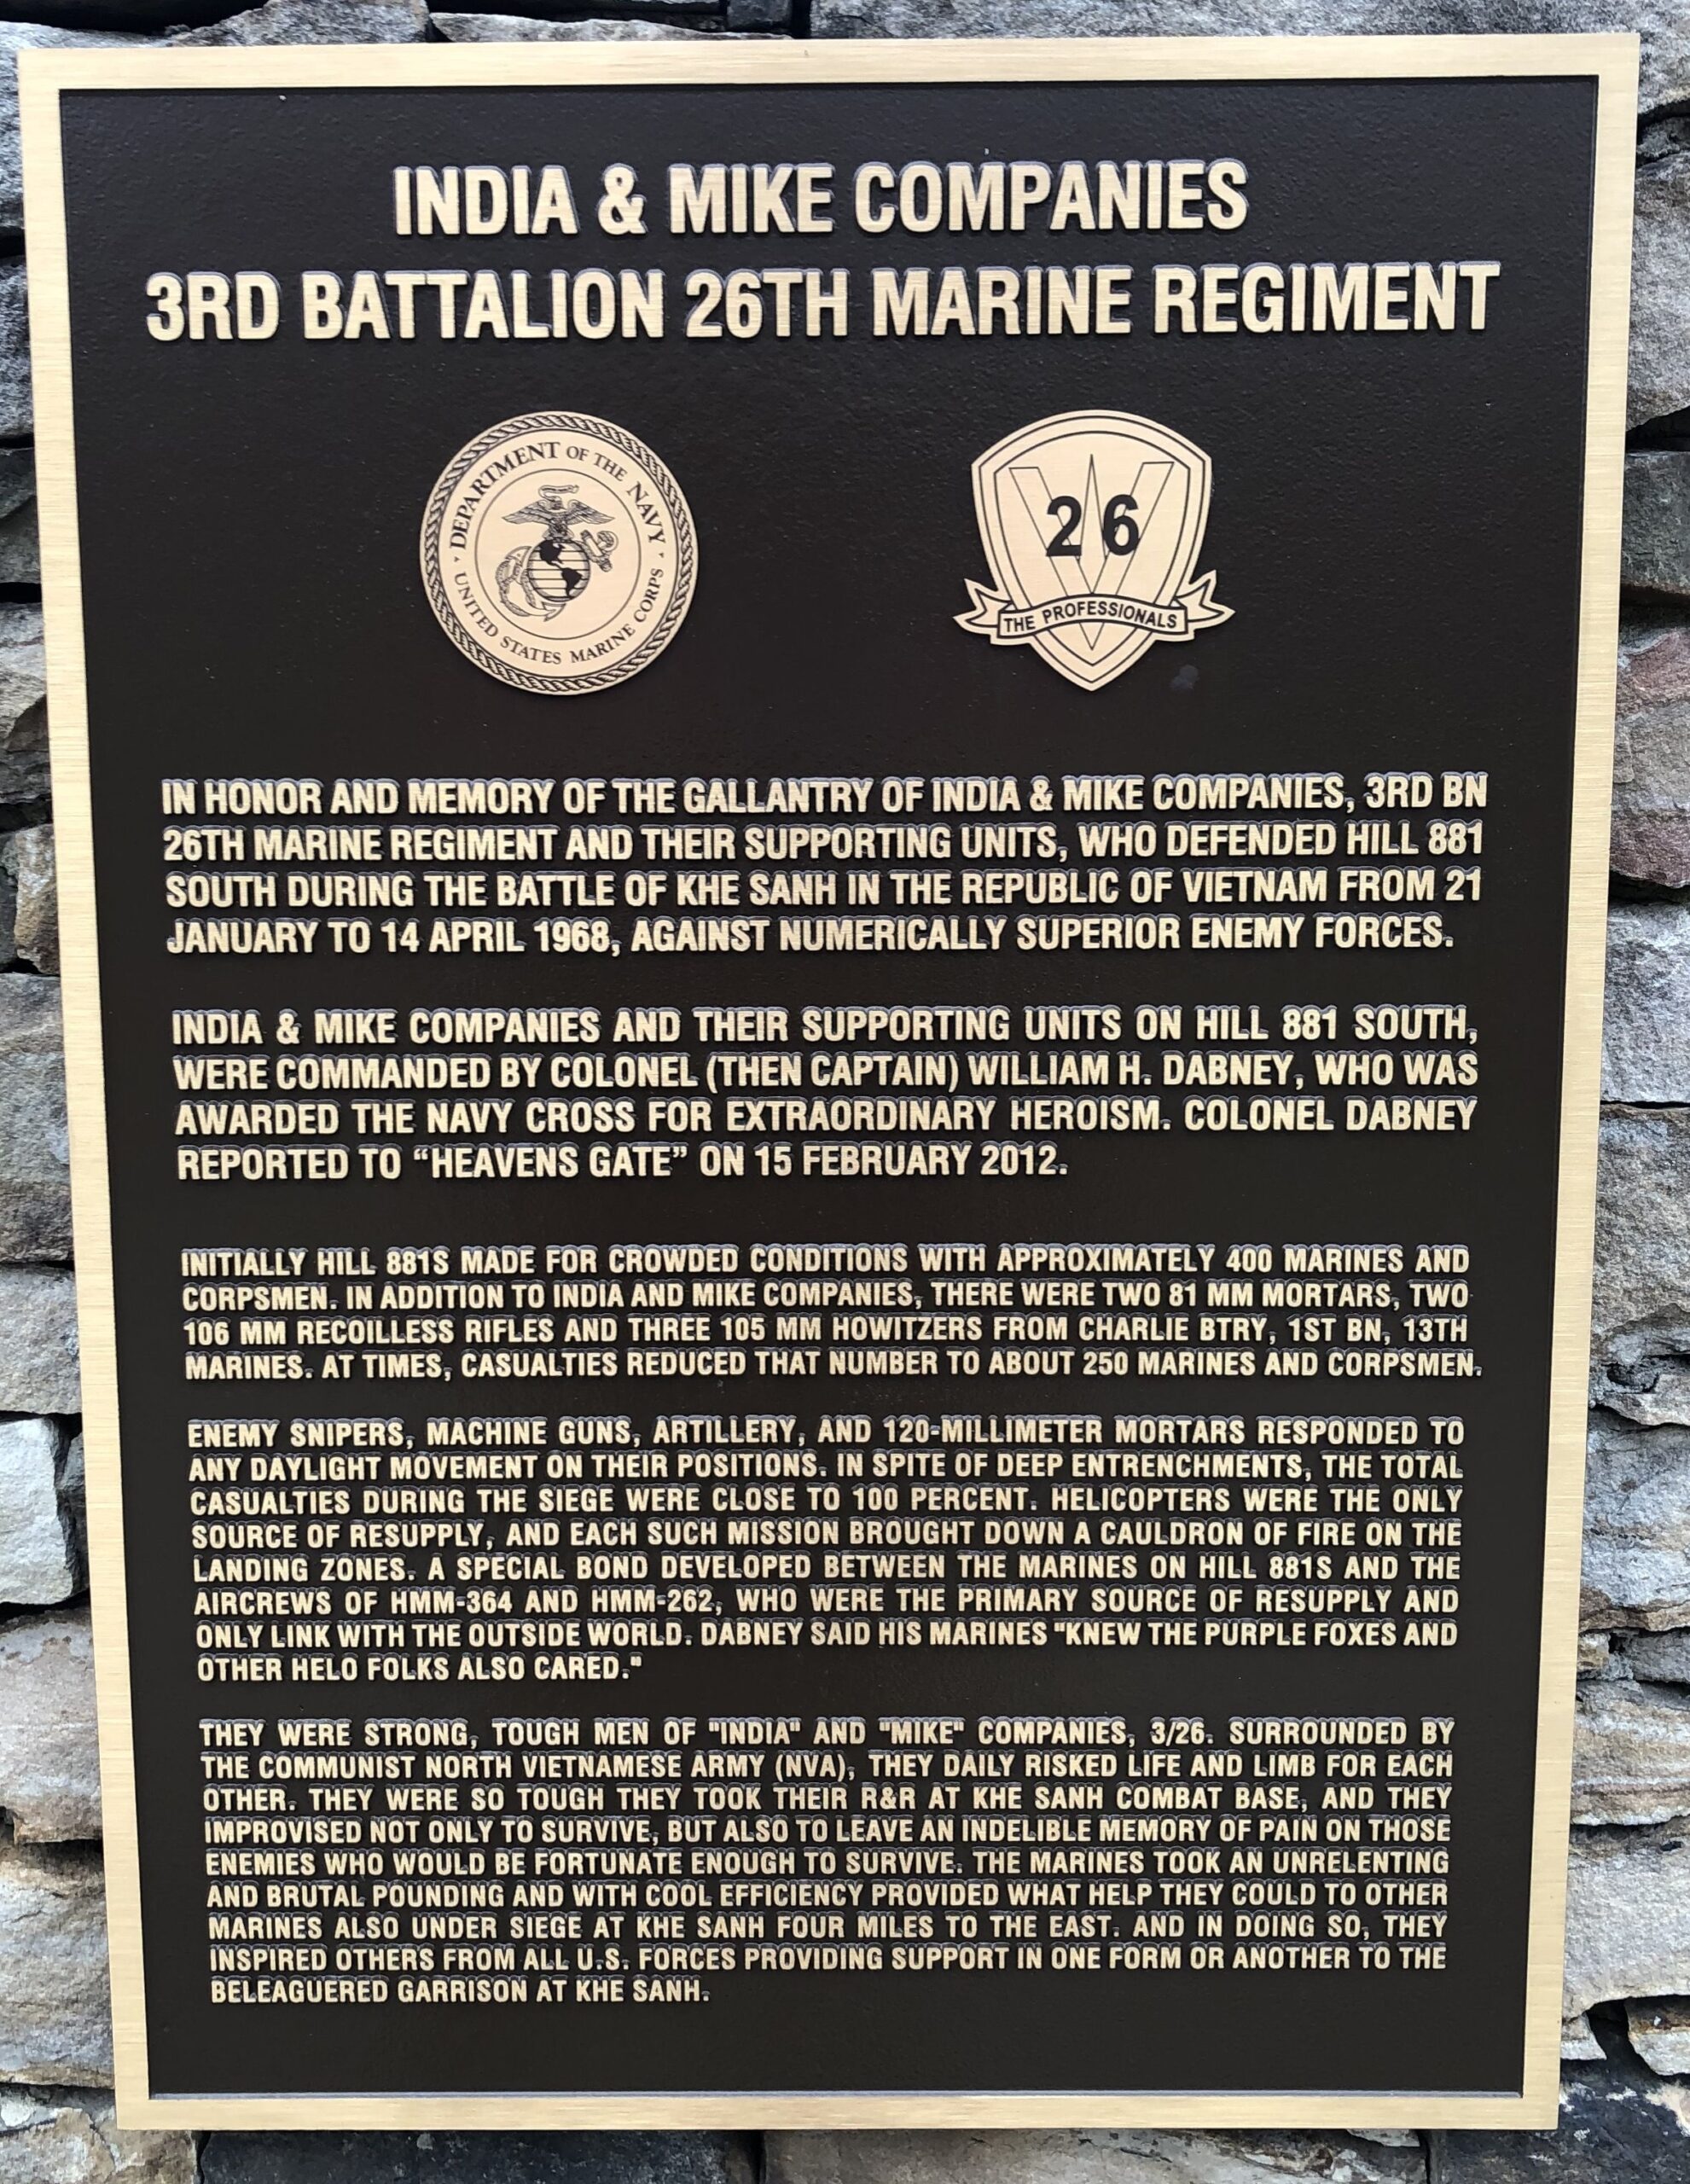 INDIA & MIKE COMPANIES
3RD BATTALION 26TH MARINE REGIMENT
DEPARTMENT OF THE NAVY
UNITED STATES MARINE CORPS
26
THE PROFESSIONALS
IN HONOR AND MEMORY OF THE GALLANTRY OF INDIA & MIKE COMPANIES, 3RD BN
26TH MARINE REGIMENT AND THEIR SUPPORTING UNITS, WHO DEFENDED HILL 881
SOUTH DURING THE BATTLE OF KHE SANH IN THE REPUBLIC OF VIETNAM FROM 21
JANUARY TO 14 APRIL 1968, AGAINST NUMERICALLY SUPERIOR ENEMY FORCES.
INDIA & MIKE COMPANIES AND THEIR SUPPORTING UNITS ON HILL 881 SOUTH,
WERE COMMANDED BY COLONEL (THEN CAPTAIN) WILLIAM H. DABNEY, WHO WAS
AWARDED THE NAVY CROSS FOR EXTRAORDINARY HEROISM. COLONEL DABNEY
REPORTED TO “HEAVENS GATE” ON 15 FEBRUARY 2012.
INITIALLY HILL 881S MADE FOR CROWDED CONDITIONS WITH APPROXIMATELY 400 MARINES AND
CORPSMEN. IN ADDITION TO INDIA AND MIKE COMPANIES, THERE WERE TWO 81 MM MORTARS, TWO
106 MM RECOILLESS RIFLES AND THREE 105 MM HOWITZERS FROM CHARLIE BTRY, 1ST BN, 13TH
MARINES. AT TIMES, CASUALTIES REDUCED THAT NUMBER TO ABOUT 250 MARINES AND CORPSMEN.
ENEMY SNIPERS, MACHINE GUNS, ARTILLERY, AND 120-MILLIMETER MORTARS RESPONDED TO
ANY DAYLIGHT MOVEMENT ON THEIR POSITIONS. IN SPITE OF DEEP ENTRENCHMENTS, THE TOTAL
CASUALTIES DURING THE SIEGE WERE CLOSE TO 100 PERCENT. HELICOPTERS WERE THE ONLY
SOURCE OF RESUPPLY, AND EACH SUCH MISSION BROUGHT DOWN A CAULDRON OF FIRE ON THE
LANDING ZONES. A SPECIAL BOND DEVELOPED BETWEEN THE MARINES ON HILL 881S AND THE
AIRCREWS OF HMM-364 AND HMM-262, WHO WERE THE PRIMARY SOURCE OF RESUPPLY AND
ONLY LINK WITH THE OUTSIDE WORLD. DABNEY SAID HIS MARINES "KNEW THE PURPLE FOXES AND
OTHER HELO FOLKS ALSO CARED."
THEY WERE STRONG, TOUGH MEN OF "INDIA" AND "MIKE" COMPANIES, 3/26. SURROUNDED BY
THE COMMUNIST NORTH VIETNAMESE ARMY (NVA), THEY DAILY RISKED LIFE AND LIMB FOR EACH
OTHER. THEY WERE SO TOUGH THEY TOOK THEIR R&R AT KHE SANH COMBAT BASE, AND THEY
IMPROVISED NOT ONLY TO SURVIVE, BUT ALSO TO LEAVE AN INDELIBLE MEMORY OF PAIN ON THOSE
ENEMIES WHO WOULD BE FORTUNATE ENOUGH TO SURVIVE. THE MARINES TOOK AN UNRELENTING
AND BRUTAL POUNDING AND WITH COOL EFFICIENCY PROVIDED WHAT HELP THEY COULD TO OTHER
MARINES ALSO UNDER SIEGE AT KHE SANH FOUR MILES TO THE EAST. AND IN DOING SO, THEY
INSPIRED OTHERS FROM ALL U.S. FORCES PROVIDING SUPPORT IN ONE FORM OR ANOTHER TO THE
BELEAGUERED GARRISON AT KHE SANH.